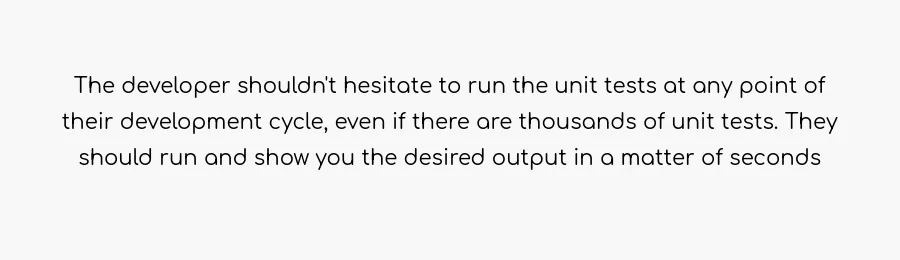 The developer shouldn't hesitate to run the unit tests at any point of
their development cycle, even if there are thousands of unit tests. They
should run and show you the desired output in a matter of seconds